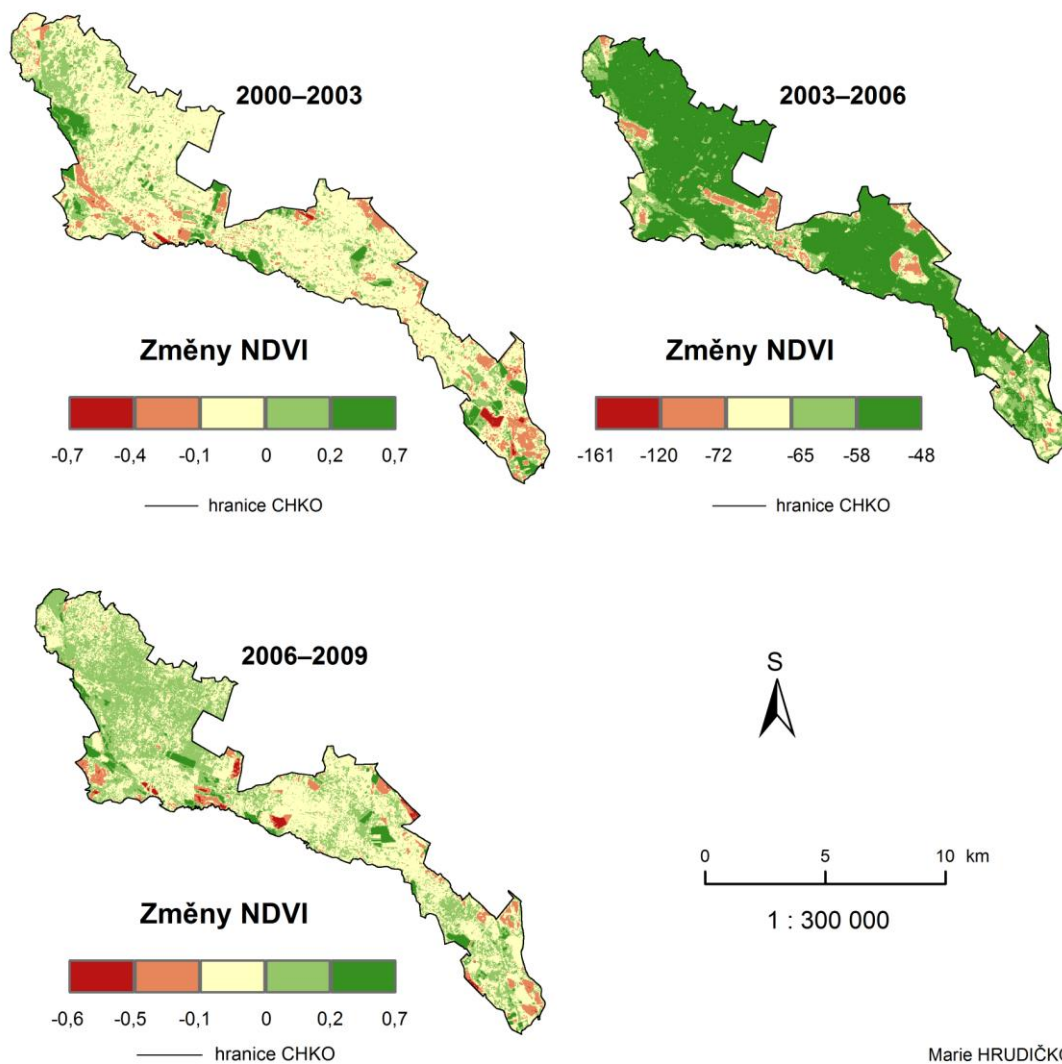 2000–2003
Změny NDVI
-0,7 -0,4 -0,1 0 0,2 0,7
hranice CHKO
2003–2006
Změny NDVI
-161 -120 -72 -65 -58 -48
hranice CHKO
2006–2009
Změny NDVI
-0,6 -0,5 -0,1 0 0,2 0,7
hranice CHKO
S
0 5 10 km
1 : 300 000
Marie